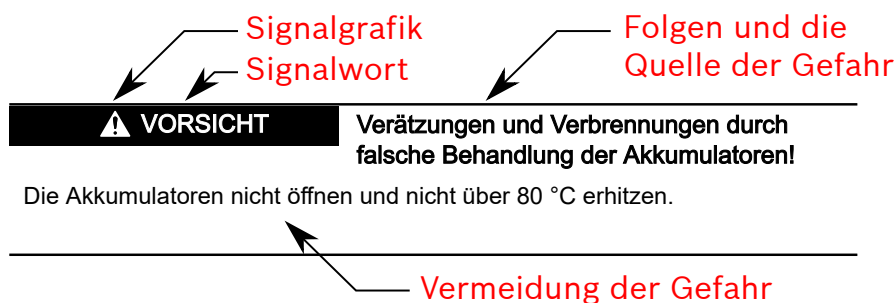 Signalgrafik
Signalwort
Folgen und die
Quelle der Gefahr
VORSICHT
Verätzungen und Verbrennungen durch
falsche Behandlung der Akkumulatoren!
Die Akkumulatoren nicht öffnen und nicht über 80 °C erhitzen.
Vermeidung der Gefahr